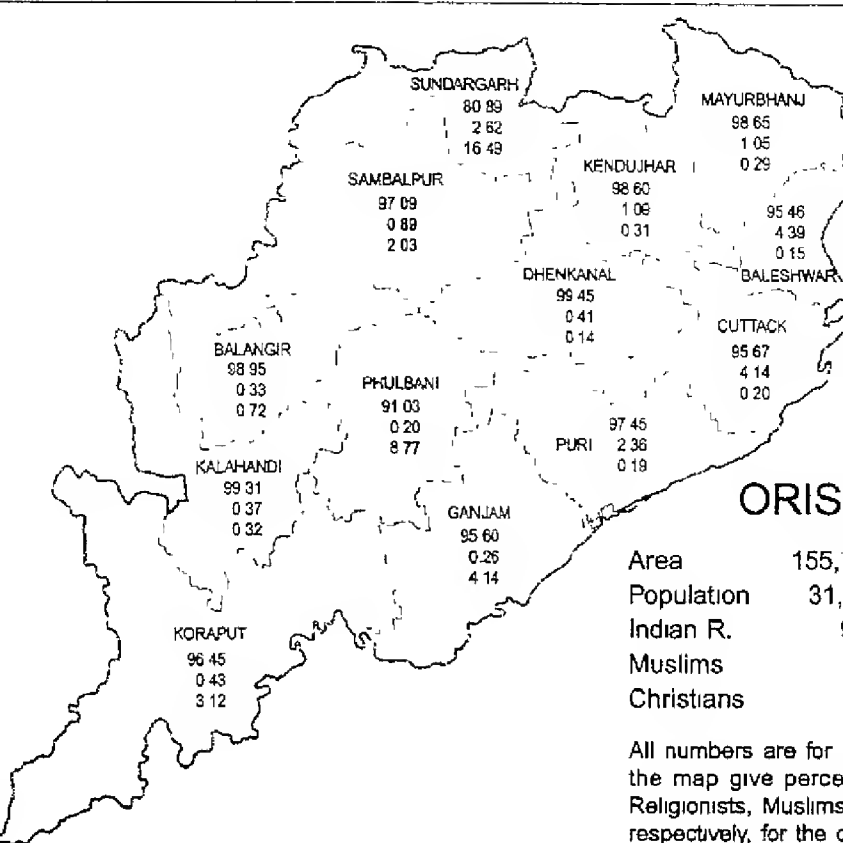 SUNDARGARH
80 89
2 62
16 49
MAYURBHANJ
98 65
1 05
0 29
KENDUJHAR
98 60
1 09
0 31
SAMBALPUR
97 09
0 89
2 03
95 46
4 39
0 15
BALESHWAR
DHENKANAL
99 45
0 41
0 14
CUTTACK
95 67
4 14
0 20
BALANGIR
98 95
0 33
0 72
PHULBANI
91 03
0 20
8 77
PURI
97 45
2 36
0 19
KALAHANDI
99 31
0 37
0 32
GANJAM
95 60
0.26
4 14
KORAPUT
96 45
0 43
3 12
ORIS
Area 155,
Population 31,
Indian R. 9
Muslims
Christians
All numbers are for
the map give perce
Religionists, Muslims
respectively, for the